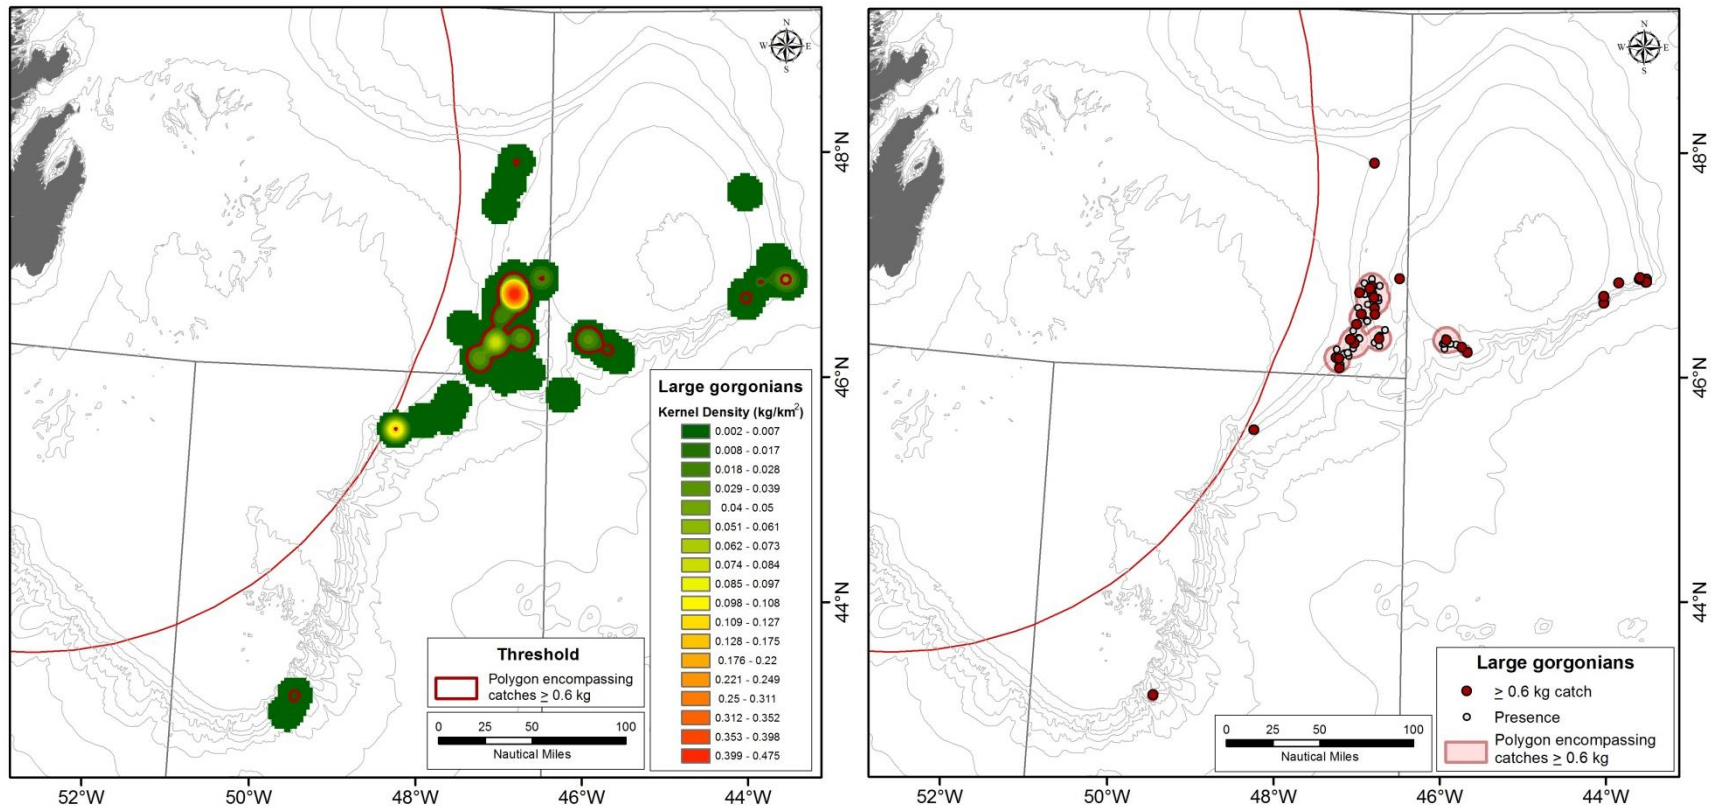 N
W E
S
48°N
46°N
44°N
Large gorgonians
Kernel Density (kg/km²)
0.002 - 0.007
0.008 - 0.017
0.018 - 0.028
0.029 - 0.039
0.04 - 0.05
0.051 - 0.061
0.062 - 0.073
0.074 - 0.084
0.085 - 0.097
0.098 - 0.108
0.109 - 0.127
0.128 - 0.175
0.176 - 0.22
0.221 - 0.249
0.25 - 0.311
0.312 - 0.352
0.353 - 0.398
0.399 - 0.475
Threshold
Polygon encompassing
catches ≥ 0.6 kg
0 25 50 100
Nautical Miles
52°W 50°W 48°W 46°W 44°W
N
W E
S
48°N
46°N
44°N
Large gorgonians
≥ 0.6 kg catch
Presence
Polygon encompassing
catches ≥ 0.6 kg
0 25 50 100
Nautical Miles
52°W 50°W 48°W 46°W 44°W